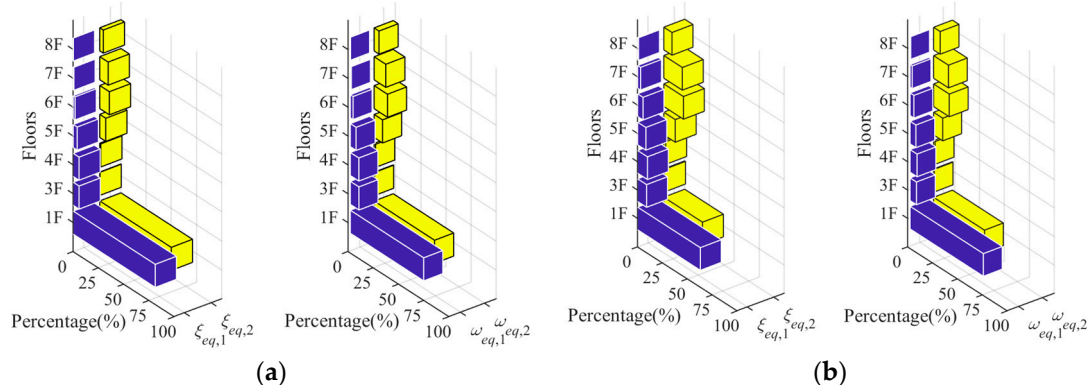 8F
7F
6F
5F
4F
3F
1F
Floors
0
25
50
75
100
Percentage(%)
ξeq,1
ξeq,2
8F
7F
6F
5F
4F
3F
1F
Floors
0
25
50
75
100
Percentage(%)
ωeq,1
ωeq,2
(a)
8F
7F
6F
5F
4F
3F
1F
Floors
0
25
50
75
100
Percentage(%)
ξeq,1
ξeq,2
8F
7F
6F
5F
4F
3F
1F
Floors
0
25
50
75
100
Percentage(%)
ωeq,1
ωeq,2
(b)